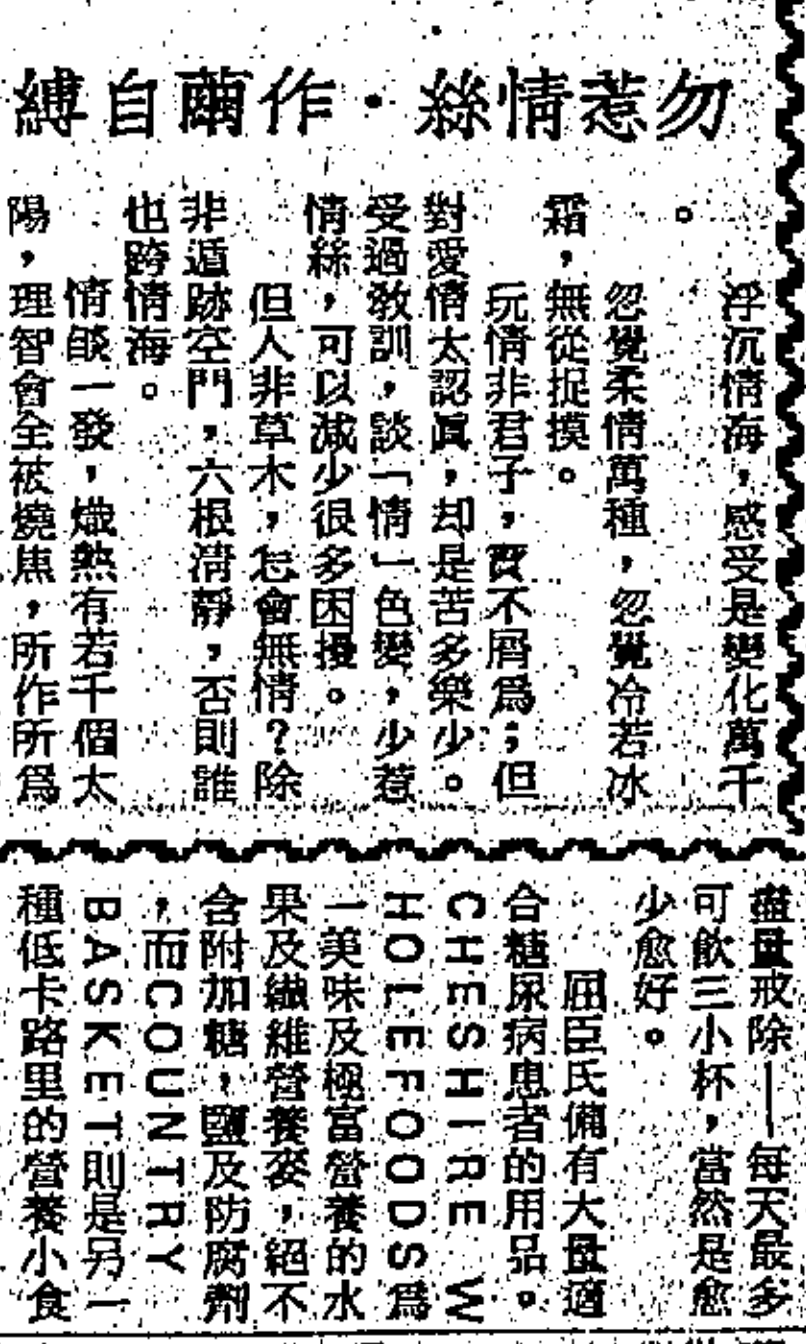 勿惹情絲·作繭自縛
浮沉情海，感受是變化萬千
。
忽覺柔情萬種，忽覺冷若冰
霜，無從捉摸。
玩情非君子，實不屑爲；但
對愛情太認眞，却是苦多樂少。
受過敎訓，談「情」色變，少惹
情絲，可以減少很多困擾。
但人非草木，怎會無情？除
非遁跡空門，六根清靜，否則誰
也跨情海。
情燄一發，熾熱有若千個太
陽，理智會全被燒焦，所作所爲
盡量戒除——每天最多
可飲三小杯，當然是愈
少愈好。
屈臣氏備有大量適
合糖尿病患者的用品。
CHESHIRE W
HOLEFOODS爲
一美味及極富營養的水
果及纖維營養麥，絕不
含附加糖，鹽及防腐劑
，而COUNTRY
BASKET則是另一
種低卡路里的營養小食